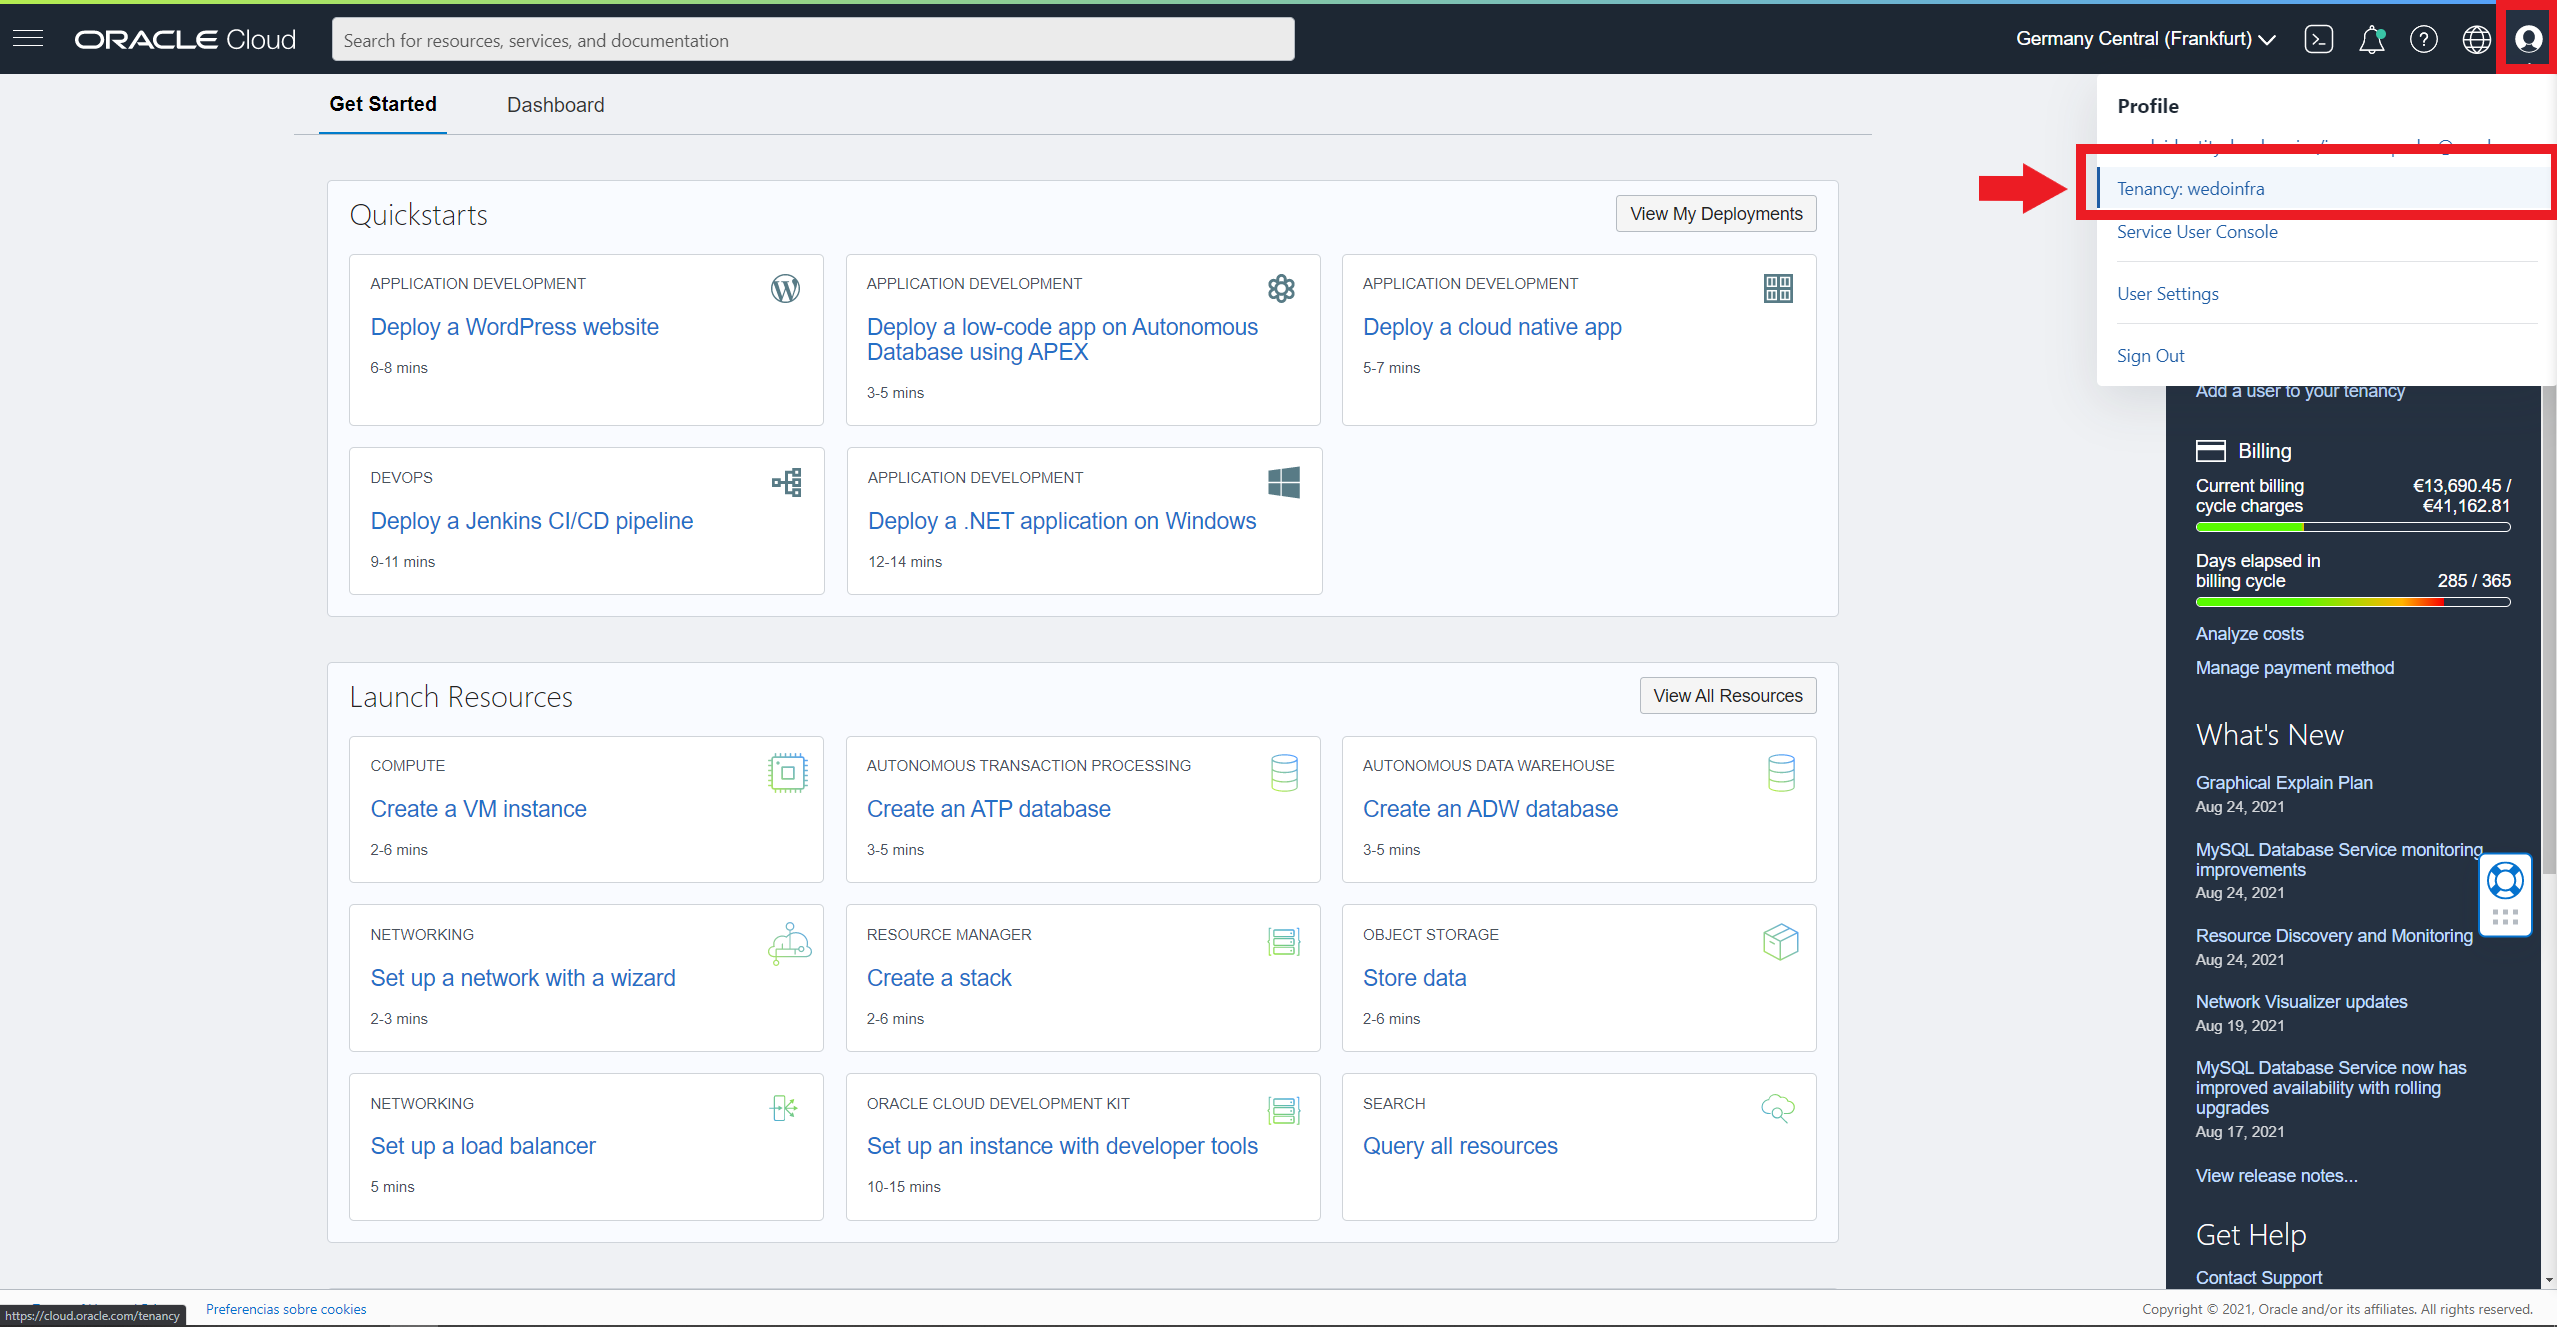 ORACLE Cloud
Search for resources, services, and documentation
Germany Central (Frankfurt)
Get Started
Dashboard
Profile
Tenancy: wedoinfra
Service User Console
User Settings
Sign Out
Quickstarts
View My Deployments
APPLICATION DEVELOPMENT
Deploy a WordPress website
6-8 mins
APPLICATION DEVELOPMENT
Deploy a low-code app on Autonomous
Database using APEX
3-5 mins
APPLICATION DEVELOPMENT
Deploy a cloud native app
5-7 mins
DEVOPS
Deploy a Jenkins CI/CD pipeline
9-11 mins
APPLICATION DEVELOPMENT
Deploy a .NET application on Windows
12-14 mins
Launch Resources
View All Resources
COMPUTE
Create a VM instance
2-6 mins
AUTONOMOUS TRANSACTION PROCESSING
Create an ATP database
3-5 mins
AUTONOMOUS DATA WAREHOUSE
Create an ADW database
3-5 mins
NETWORKING
Set up a network with a wizard
2-3 mins
RESOURCE MANAGER
Create a stack
2-6 mins
OBJECT STORAGE
Store data
2-6 mins
NETWORKING
Set up a load balancer
5 mins
ORACLE CLOUD DEVELOPMENT KIT
Set up an instance with developer tools
10-15 mins
SEARCH
Query all resources
Add a user to your tenancy
Billing
Current billing
cycle charges
€13,690.45 /
€41,162.81
Days elapsed in
billing cycle
285 / 365
Analyze costs
Manage payment method
What's New
Graphical Explain Plan
Aug 24, 2021
MySQL Database Service monitoring
improvements
Aug 24, 2021
Resource Discovery and Monitoring
Aug 24, 2021
Network Visualizer updates
Aug 19, 2021
MySQL Database Service now has
improved availability with rolling
upgrades
Aug 17, 2021
View release notes...
Get Help
Contact Support
https://cloud.oracle.com/tenancy
Preferencias sobre cookies
Copyright © 2021, Oracle and/or its affiliates. All rights reserved.